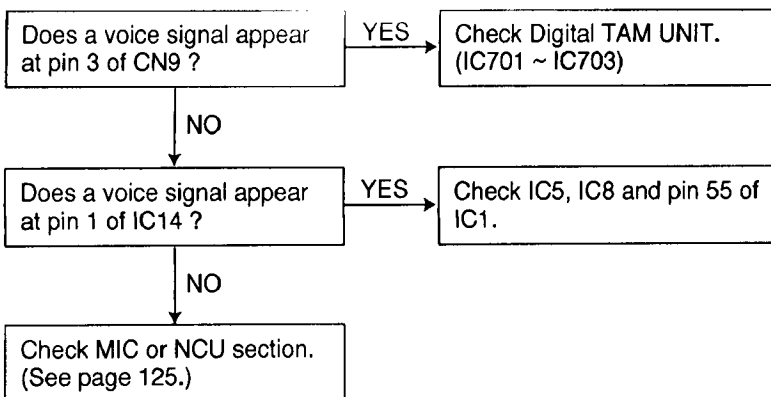 Does a voice signal appear
at pin 3 of CN9 ?
YES
Check Digital TAM UNIT.
(IC701 ~ IC703)
NO
Does a voice signal appear
at pin 1 of IC14 ?
YES
Check IC5, IC8 and pin 55 of
IC1.
NO
Check MIC or NCU section.
(See page 125.)